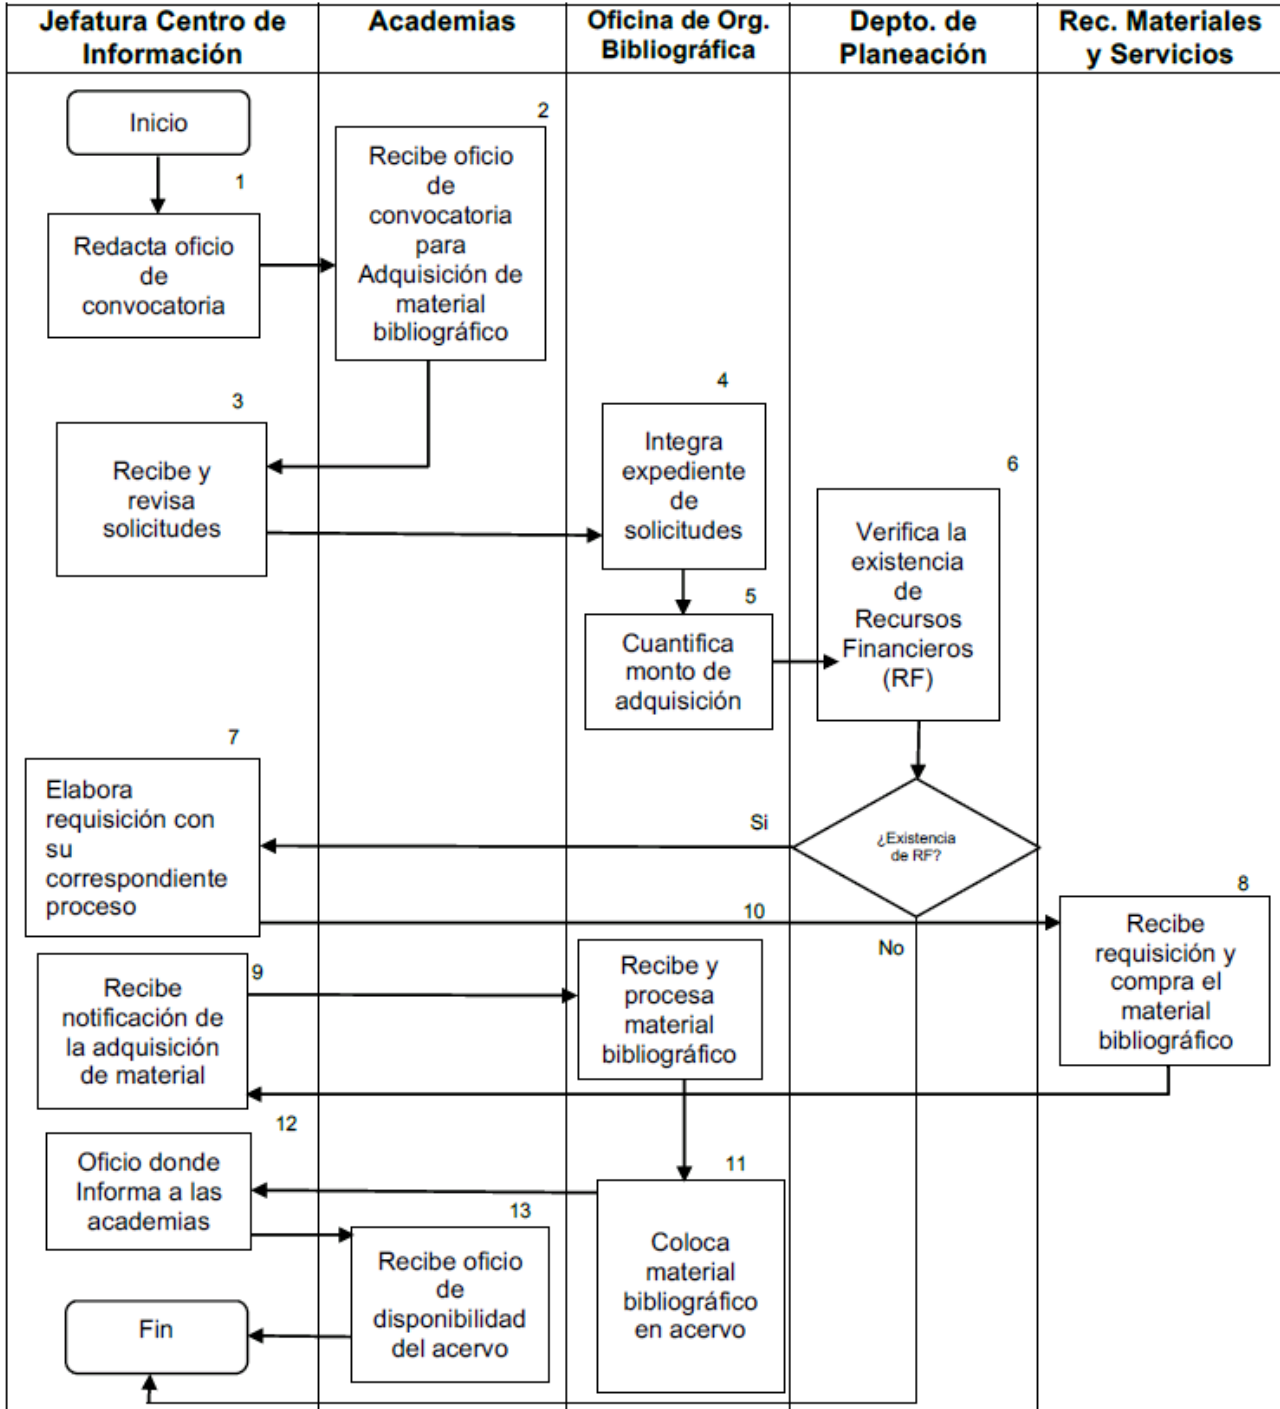 Jefatura Centro de
Información
Academias
Oficina de Org.
Bibliográfica
Depto. de
Planeación
Rec. Materiales
y Servicios
Inicio
1
Redacta oficio
de
convocatoria
2
Recibe oficio
de
convocatoria
para
Adquisición de
material
bibliográfico
3
Recibe y
revisa
solicitudes
4
Integra
expediente
de
solicitudes
5
Cuantifica
monto de
adquisición
6
Verifica la
existencia
de
Recursos
Financieros
(RF)
¿Existencia
de RF?
Si
No
7
Elabora
requisición con
su
correspondiente
proceso
8
Recibe
requisición y
compra el
material
bibliográfico
9
Recibe
notificación de
la adquisición
de material
10
Recibe y
procesa
material
bibliográfico
11
Coloca
material
bibliográfico
en acervo
12
Oficio donde
Informa a las
academias
13
Recibe oficio
de
disponibilidad
del acervo
Fin